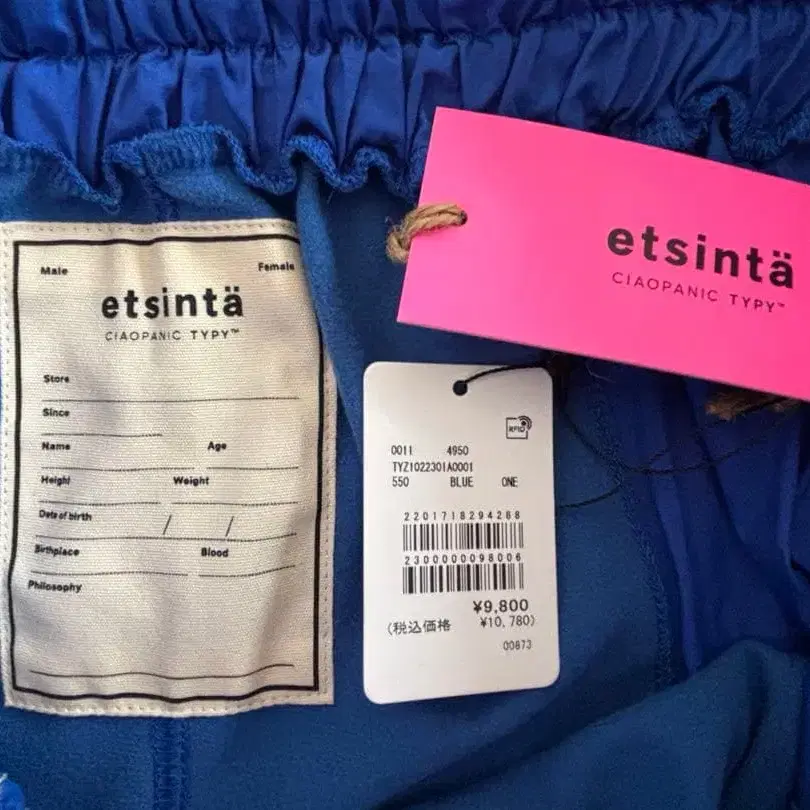 Male Female
etsintä
CIAOPANIC TYPY™
Store
Since
Name Age
Height Weight
Date of birth / /
Birthplace Blood
Philosophy
etsintä
CIAOPANIC TYPY™
RFID
0011 4950
TYZ1022301A0001
550 BLUE ONE
2201718294288
2300000098006
¥9,800
(税込価格 ¥10,780)
00873